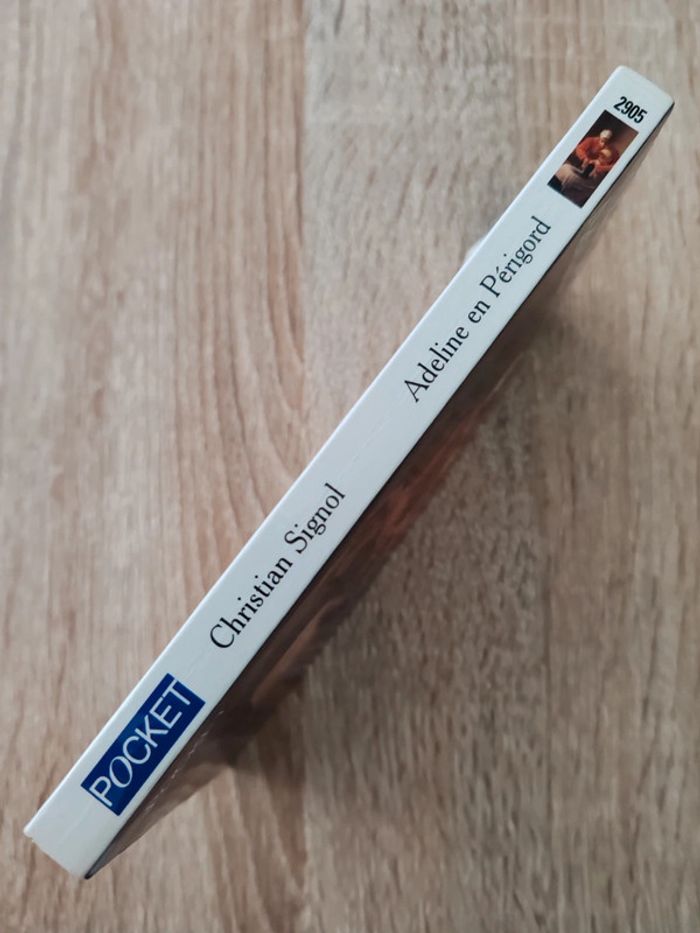 POCKET
Christian Signol
Adeline en Périgord
2905